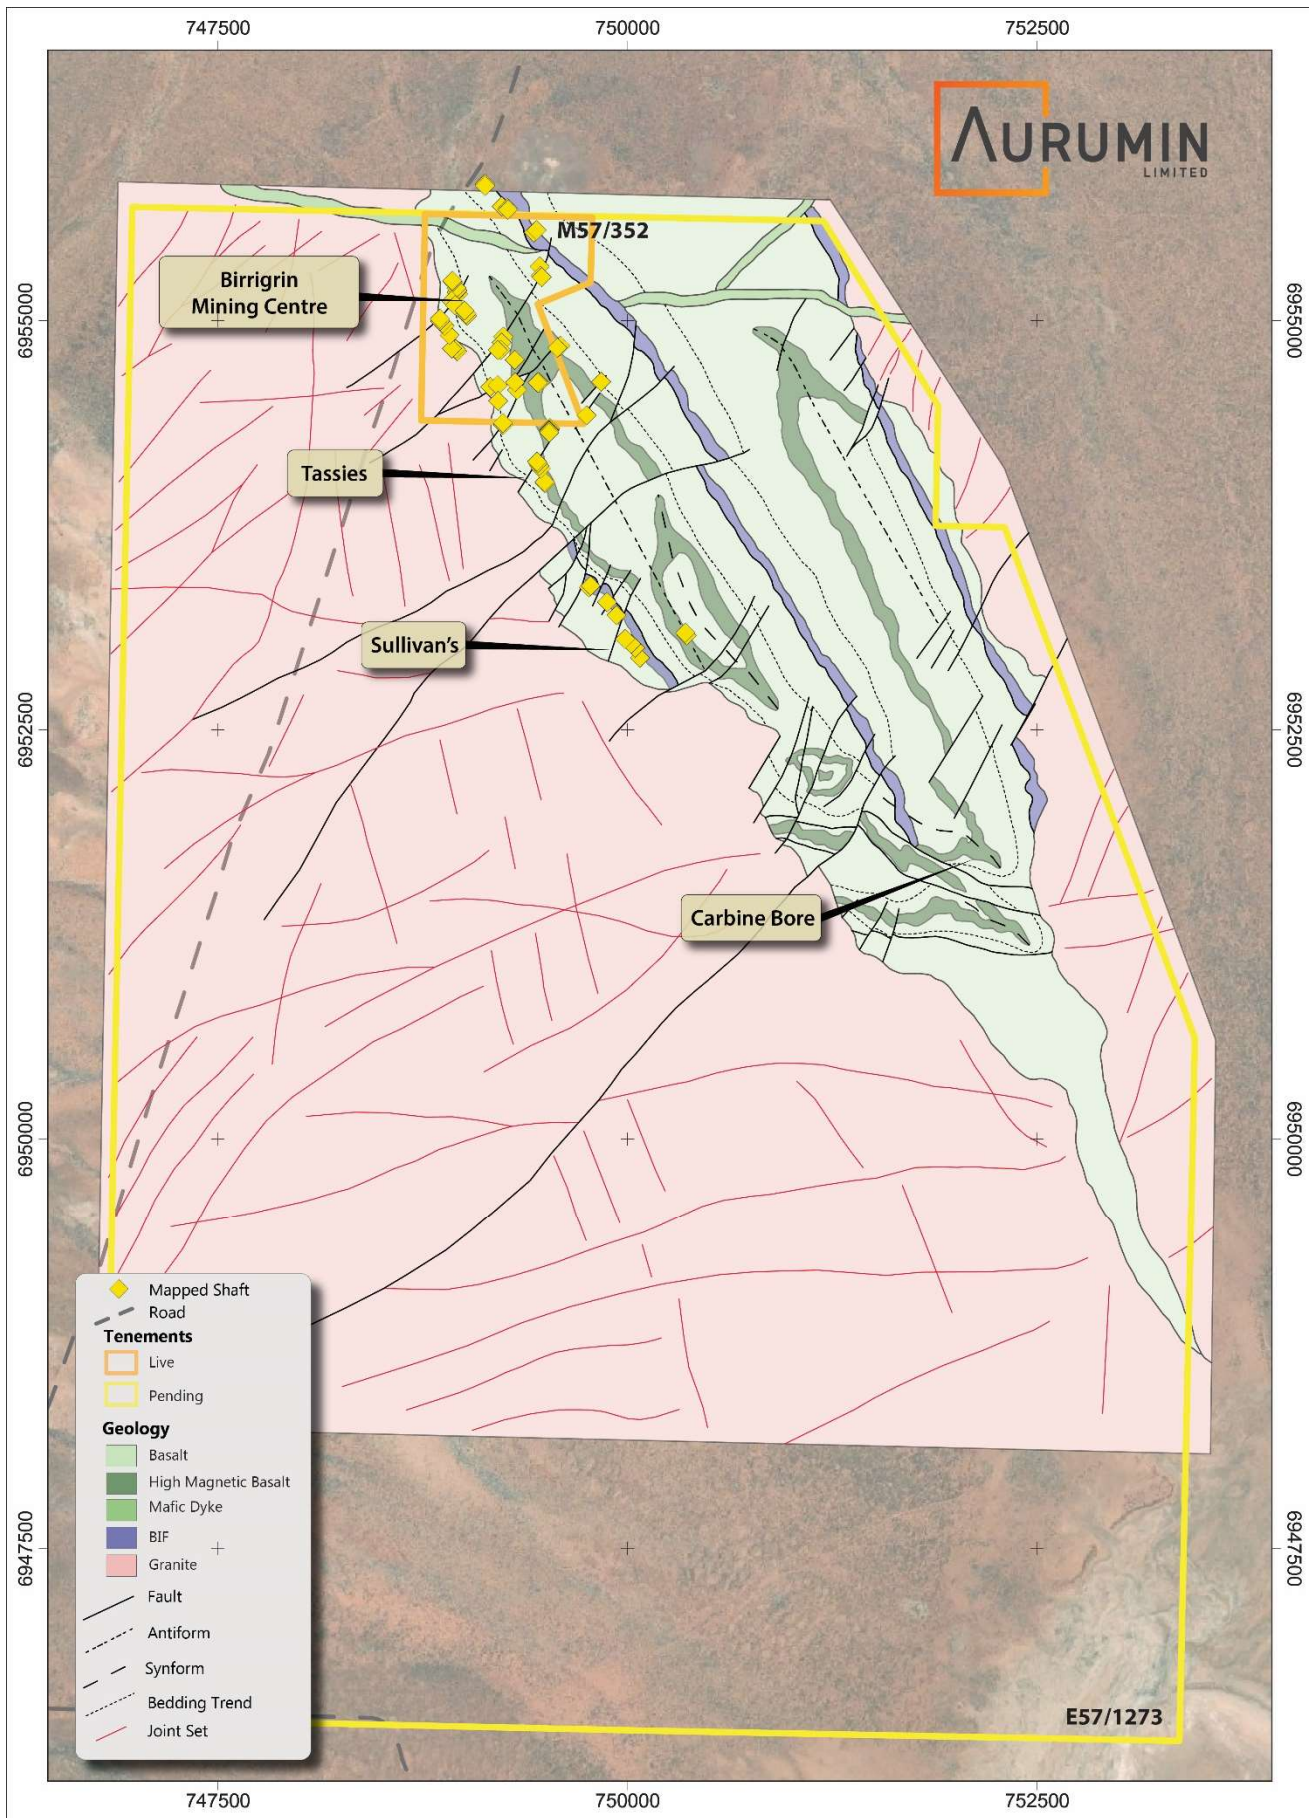 747500
750000
752500
AURUMIN
LIMITED
M57/352
Birrigrin
Mining Centre
6955000
6955000
Tassies
Sullivan's
6952500
6952500
Carbine Bore
6950000
6950000
Mapped Shaft
Road
Tenements
Live
Pending
Geology
Basalt
High Magnetic Basalt
Mafic Dyke
BIF
Granite
Fault
Antiform
Synform
Bedding Trend
Joint Set
6947500
6947500
E57/1273
747500
750000
752500